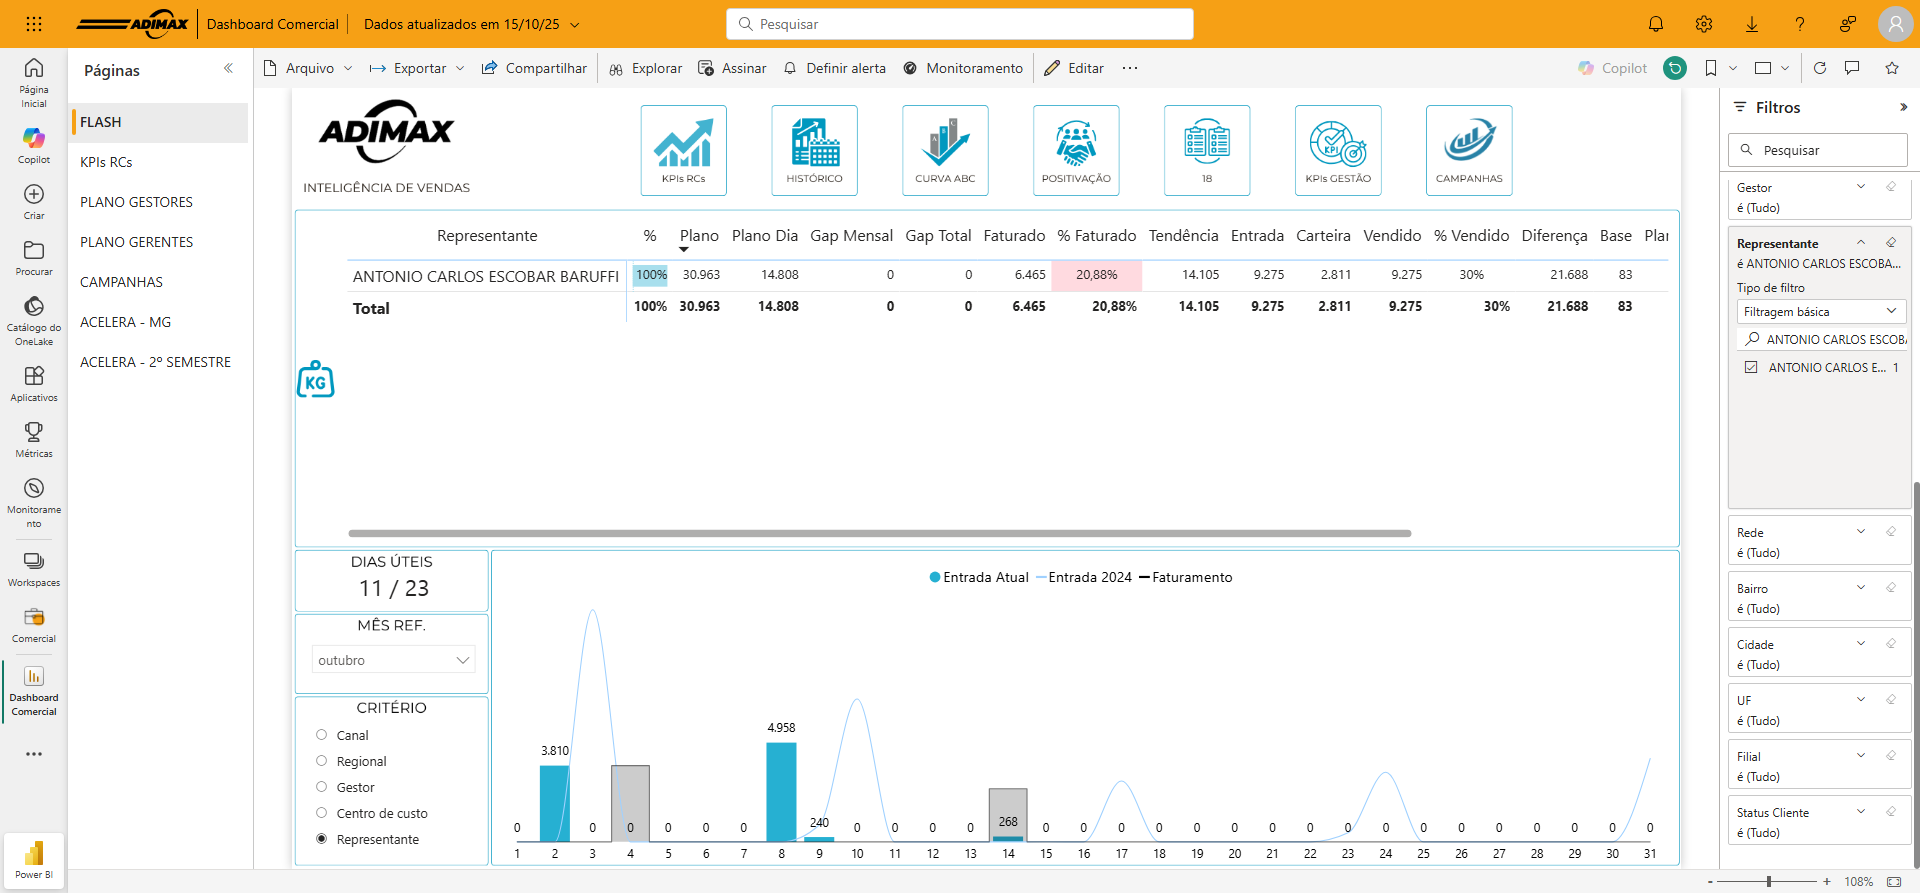 ADIMAX Dashboard Comercial Dados atualizados em 15/10/25
Pesquisar
Página Inicial
Copilot
Criar
Procurar
Catálogo do OneLake
Aplicativos
Métricas
Monitoramento
Workspaces
Comercial
Dashboard Comercial
Power BI
Páginas
FLASH
KPIs RCs
PLANO GESTORES
PLANO GERENTES
CAMPANHAS
ACELERA - MG
ACELERA - 2º SEMESTRE
Arquivo Exportar Compartilhar Explorar Assinar Definir alerta Monitoramento Editar ... Copilot
ADIMAX
INTELIGÊNCIA DE VENDAS
KPIs RCs
HISTÓRICO
A B C
CURVA ABC
POSITIVAÇÃO
18
KPI
KPIs GESTÃO
CAMPANHAS
Representante % Plano Plano Dia Gap Mensal Gap Total Faturado % Faturado Tendência Entrada Carteira Vendido % Vendido Diferença Base Plar
ANTONIO CARLOS ESCOBAR BARUFFI 100% 30.963 14.808 0 0 6.465 20,88% 14.105 9.275 2.811 9.275 30% 21.688 83
Total 100% 30.963 14.808 0 0 6.465 20,88% 14.105 9.275 2.811 9.275 30% 21.688 83
KG
DIAS ÚTEIS
11 / 23
MÊS REF.
outubro
CRITÉRIO
Canal
Regional
Gestor
Centro de custo
Representante
Entrada Atual Entrada 2024 Faturamento
0 3.810 0 0 0 0 0 4.958 240 0 0 0 0 268 0 0 0 0 0 0 0 0 0 0 0 0 0 0 0 0 0
1 2 3 4 5 6 7 8 9 10 11 12 13 14 15 16 17 18 19 20 21 22 23 24 25 26 27 28 29 30 31
Filtros
Pesquisar
Gestor
é (Tudo)
Representante
é ANTONIO CARLOS ESCOBA...
Tipo de filtro
Filtragem básica
ANTONIO CARLOS ESCOBA
ANTONIO CARLOS E... 1
Rede
é (Tudo)
Bairro
é (Tudo)
Cidade
é (Tudo)
UF
é (Tudo)
Filial
é (Tudo)
Status Cliente
é (Tudo)
- + 108%